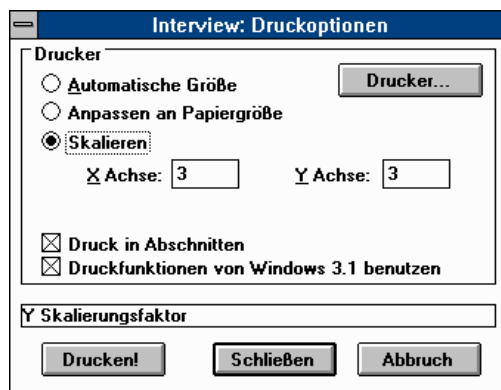 Interview: Druckoptionen
Drucker
Automatische Größe
Drucker...
Anpassen an Papiergröße
Skalieren
X Achse: 3 Y Achse: 3
Druck in Abschnitten
Druckfunktionen von Windows 3.1 benutzen
Y Skalierungsfaktor
Drucken! Schließen Abbruch